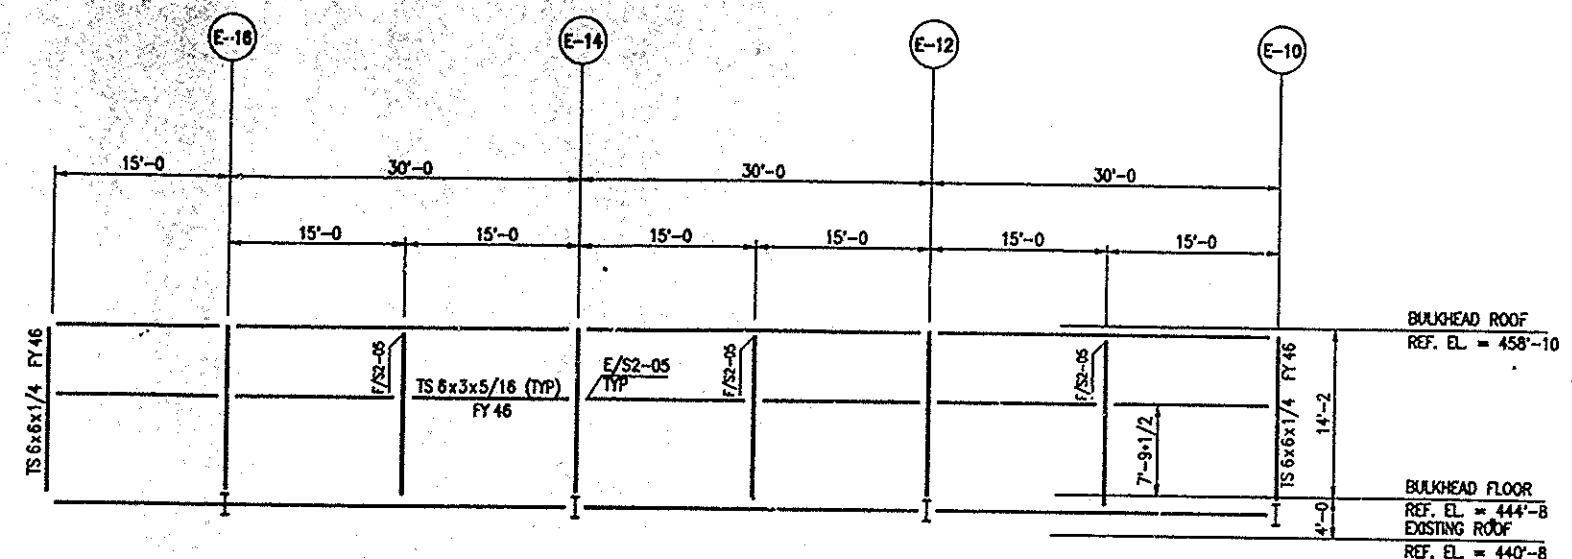 E-16
E-14
E-12
E-10
15'-0
30'-0
30'-0
30'-0
15'-0
15'-0
15'-0
15'-0
15'-0
15'-0
TS 6x6x1/4 FY 46
F/S2-05
TS 6x3x5/16 (TYP)
FY 46
E/S2-05
TYP
F/S2-05
F/S2-05
7'-9+1/2
TS 6x6x1/4 FY 46
14'-2
4'-0
BULKHEAD ROOF
REF. EL. = 458'-10
BULKHEAD FLOOR
REF. EL. = 444'-8
EXISTING ROOF
REF. EL. = 440'-8